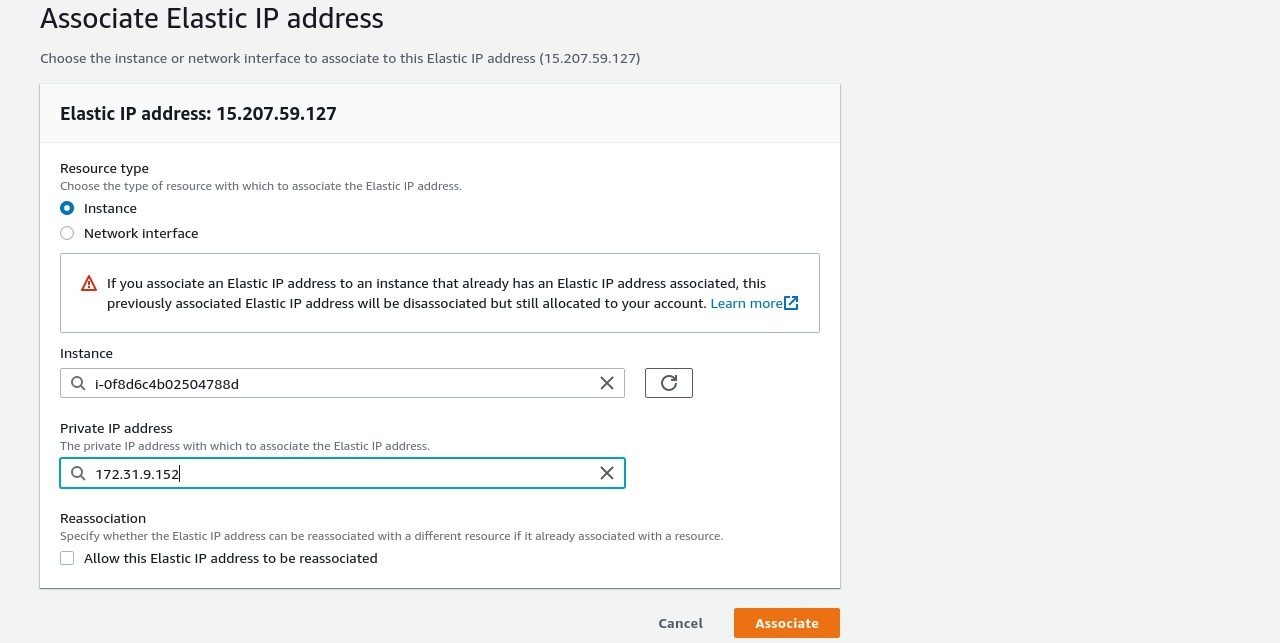 Associate Elastic IP address
Choose the instance or network interface to associate to this Elastic IP address (15.207.59.127)
Elastic IP address: 15.207.59.127
Resource type
Choose the type of resource with which to associate the Elastic IP address.
Instance
Network interface
If you associate an Elastic IP address to an instance that already has an Elastic IP address associated, this
previously associated Elastic IP address will be disassociated but still allocated to your account. Learn more
Instance
i-0f8d6c4b02504788d
Private IP address
The private IP address with which to associate the Elastic IP address.
172.31.9.152
Reassociation
Specify whether the Elastic IP address can be reassociated with a different resource if it already associated with a resource.
Allow this Elastic IP address to be reassociated
Cancel Associate